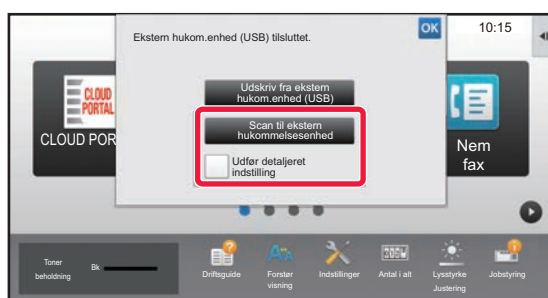 Ekstern hukom.enhed (USB) tilsluttet.
OK
10:15
Udskriv fra ekstern
hukom.enhed (USB)
Scan til ekstern
hukommelsesenhed
Udfør detaljeret
indstilling
CLOUD
PORTAL
CLOUD POR
Nem
fax
Toner
beholdning
Bk
Driftsguide
Forstør
visning
Indstillinger
Antal i alt
Lysstyrke
Justering
Jobstyring